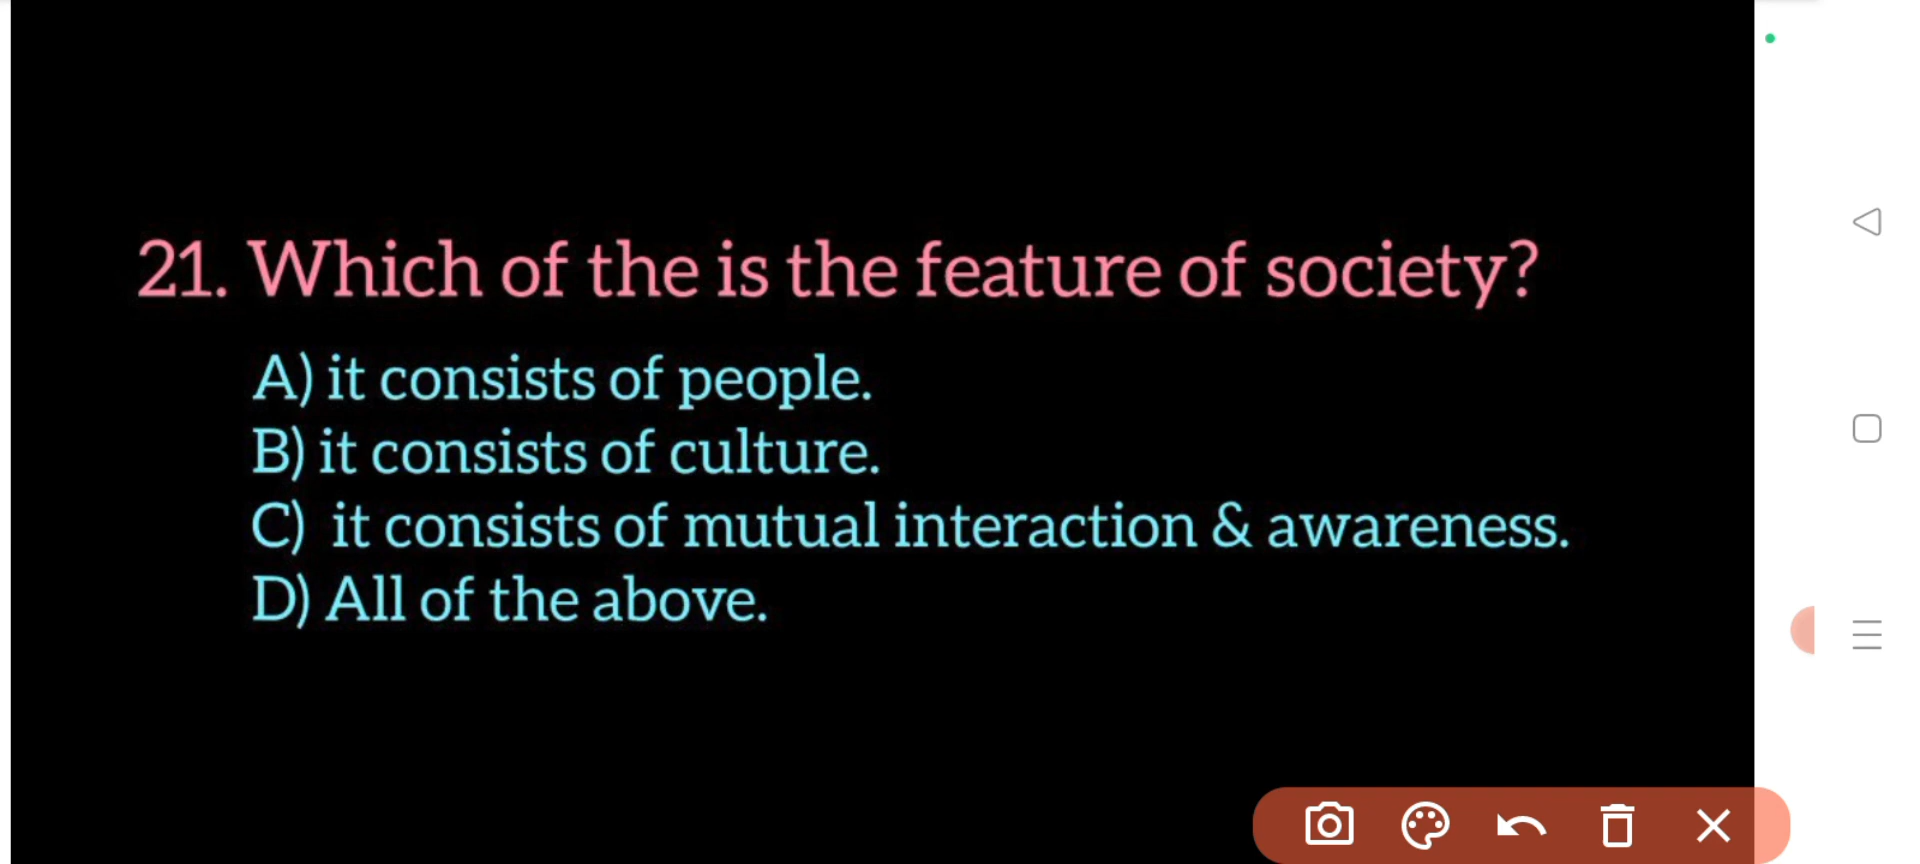 21. Which of the is the feature of society?
A) it consists of people.
B) it consists of culture.
C) it consists of mutual interaction & awareness.
D) All of the above.